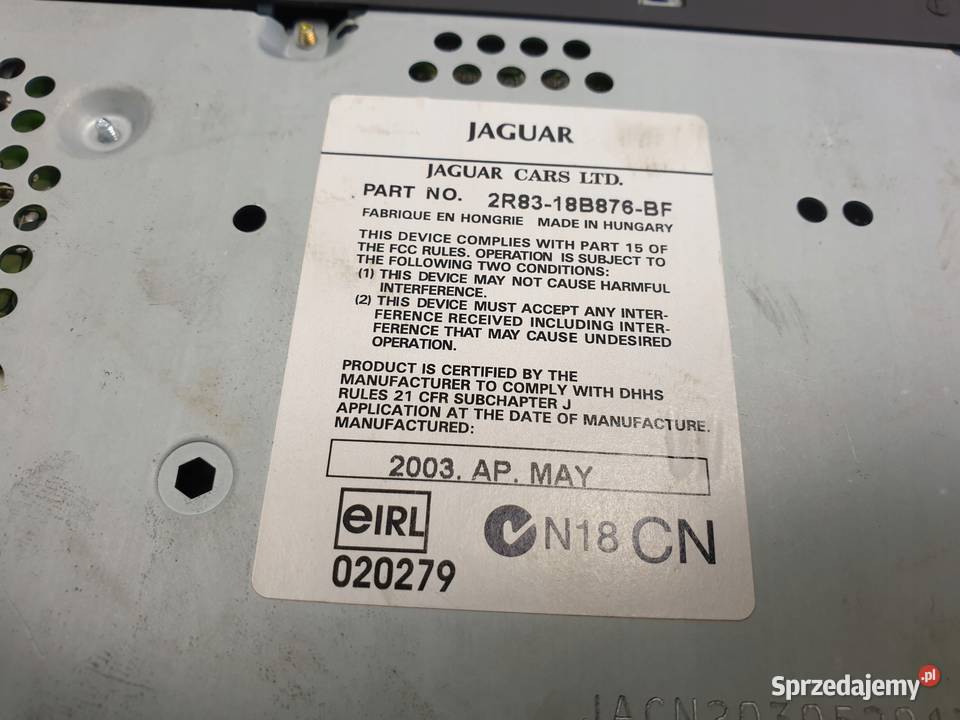 JAGUAR
JAGUAR CARS LTD.
PART NO. 2R83-18B876-BF
FABRIQUE EN HONGRIE MADE IN HUNGARY
THIS DEVICE COMPLIES WITH PART 15 OF
THE FCC RULES. OPERATION IS SUBJECT TO
THE FOLLOWING TWO CONDITIONS:
(1) THIS DEVICE MAY NOT CAUSE HARMFUL
INTERFERENCE.
(2) THIS DEVICE MUST ACCEPT ANY INTER-
FERENCE RECEIVED INCLUDING INTER-
FERENCE THAT MAY CAUSE UNDESIRED
OPERATION.
PRODUCT IS CERTIFIED BY THE
MANUFACTURER TO COMPLY WITH DHHS
RULES 21 CFR SUBCHAPTER J
APPLICATION AT THE DATE OF MANUFACTURE.
MANUFACTURED:
2003. AP. MAY
eIRL
N18 CN
020279
Sprzedajemy.pl